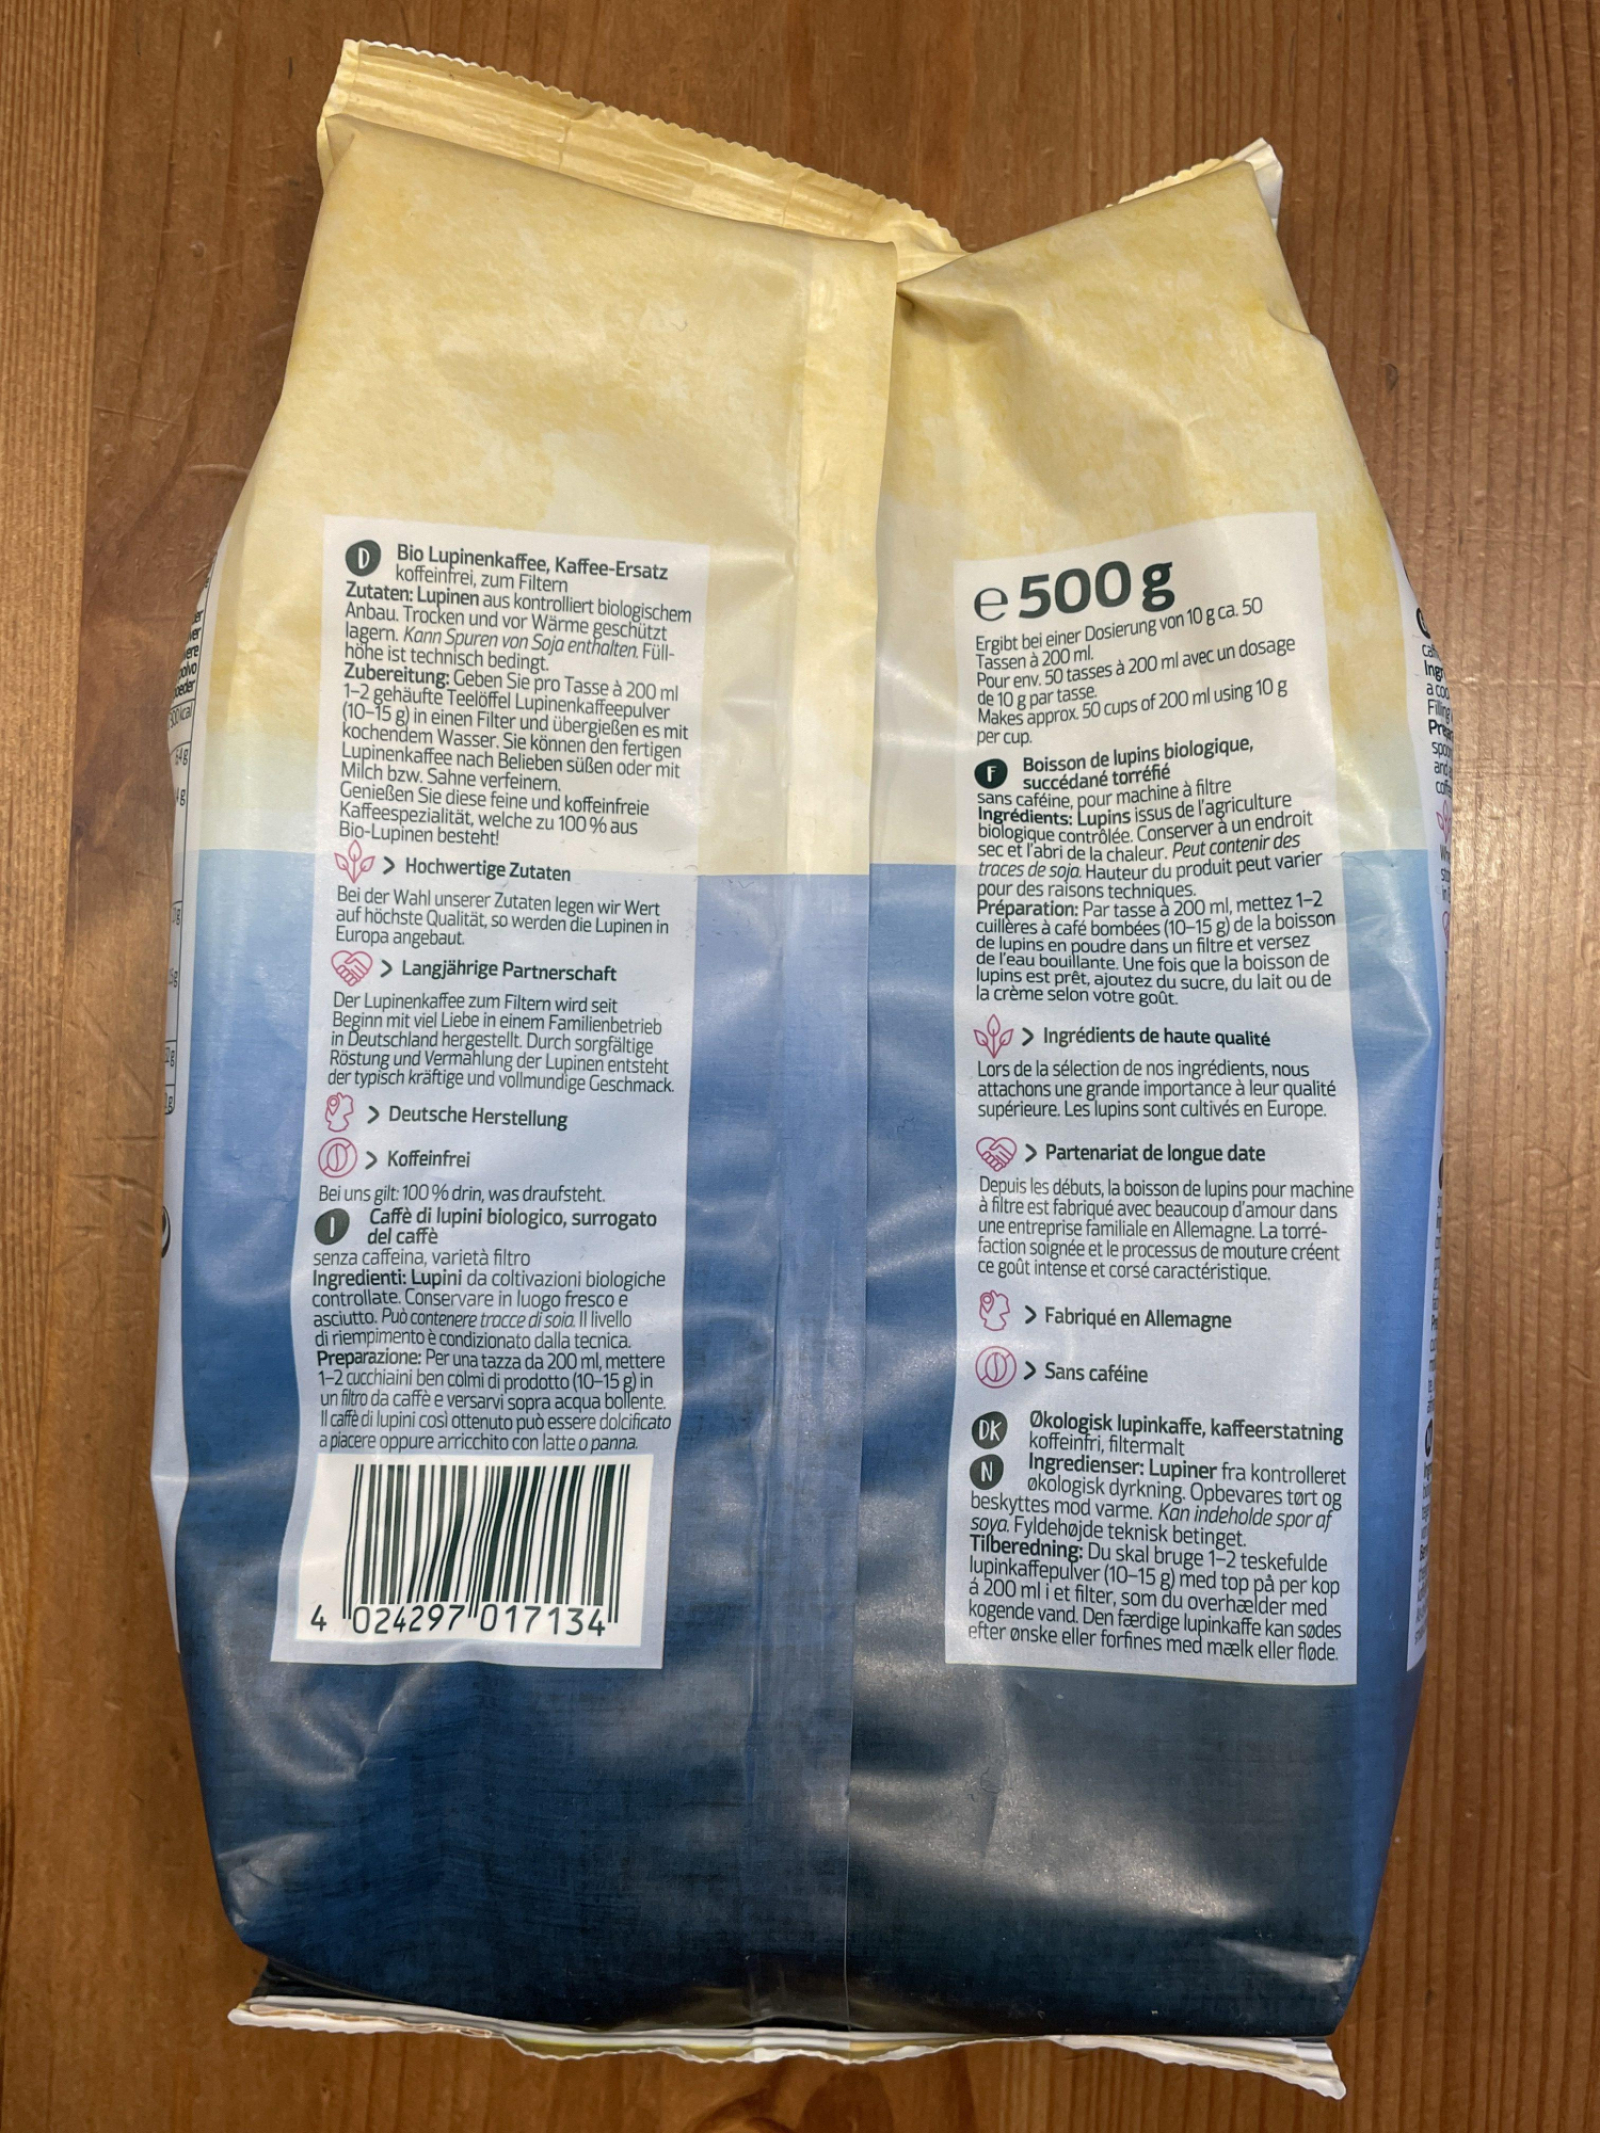 D Bio Lupinenkaffee, Kaffee-Ersatz
koffeinfrei, zum Filtern
Zutaten: Lupinen aus kontrolliert biologischem
Anbau. Trocken und vor Wärme geschützt
lagern. Kann Spuren von Soja enthalten. Füll-
höhe ist technisch bedingt.
Zubereitung: Geben Sie pro Tasse à 200 ml
1–2 gehäufte Teelöffel Lupinenkaffeepulver
(10–15 g) in einen Filter und übergießen es mit
kochendem Wasser. Sie können den fertigen
Lupinenkaffee nach Belieben süßen oder mit
Milch bzw. Sahne verfeinern.
Genießen Sie diese feine und koffeinfreie
Kaffeespezialität, welche zu 100 % aus
Bio-Lupinen besteht!
> Hochwertige Zutaten
Bei der Wahl unserer Zutaten legen wir Wert
auf höchste Qualität, so werden die Lupinen in
Europa angebaut.
> Langjährige Partnerschaft
Der Lupinenkaffee zum Filtern wird seit
Beginn mit viel Liebe in einem Familienbetrieb
in Deutschland hergestellt. Durch sorgfältige
Röstung und Vermahlung der Lupinen entsteht
der typisch kräftige und vollmundige Geschmack.
> Deutsche Herstellung
> Koffeinfrei
Bei uns gilt: 100 % drin, was draufsteht.
I Caffè di lupini biologico, surrogato
del caffè
senza caffeina, varietà filtro
Ingredienti: Lupini da coltivazioni biologiche
controllate. Conservare in luogo fresco e
asciutto. Può contenere tracce di soia. Il livello
di riempimento è condizionato dalla tecnica.
Preparazione: Per una tazza da 200 ml, mettere
1–2 cucchiaini ben colmi di prodotto (10–15 g) in
un filtro da caffè e versarvi sopra acqua bollente.
Il caffè di lupini così ottenuto può essere dolcificato
a piacere oppure arricchito con latte o panna.
4 024297 017134
e 500 g
Ergibt bei einer Dosierung von 10 g ca. 50
Tassen à 200 ml.
Pour env. 50 tasses à 200 ml avec un dosage
de 10 g par tasse.
Makes approx. 50 cups of 200 ml using 10 g
per cup.
F Boisson de lupins biologique,
succédané torréfié
sans caféine, pour machine à filtre
Ingrédients: Lupins issus de l'agriculture
biologique contrôlée. Conserver à un endroit
sec et l'abri de la chaleur. Peut contenir des
traces de soja. Hauteur du produit peut varier
pour des raisons techniques.
Préparation: Par tasse à 200 ml, mettez 1–2
cuillères à café bombées (10–15 g) de la boisson
de lupins en poudre dans un filtre et versez
de l'eau bouillante. Une fois que la boisson de
lupins est prêt, ajoutez du sucre, du lait ou de
la crème selon votre goût.
> Ingrédients de haute qualité
Lors de la sélection de nos ingrédients, nous
attachons une grande importance à leur qualité
supérieure. Les lupins sont cultivés en Europe.
> Partenariat de longue date
Depuis les débuts, la boisson de lupins pour machine
à filtre est fabriqué avec beaucoup d'amour dans
une entreprise familiale en Allemagne. La torré-
faction soignée et le processus de mouture créent
ce goût intense et corsé caractéristique.
> Fabriqué en Allemagne
> Sans caféine
DK Økologisk lupinkaffe, kaffeerstatning
koffeinfri, filtermalt
N Ingredienser: Lupiner fra kontrolleret
økologisk dyrkning. Opbevares tørt og
beskyttes mod varme. Kan indeholde spor af
soya. Fyldehøjde teknisk betinget.
Tilberedning: Du skal bruge 1–2 teskefulde
lupinkaffepulver (10–15 g) med top på per kop
á 200 ml i et filter, som du overhælder med
kogende vand. Den færdige lupinkaffe kan sødes
efter ønske eller forfines med mælk eller fløde.